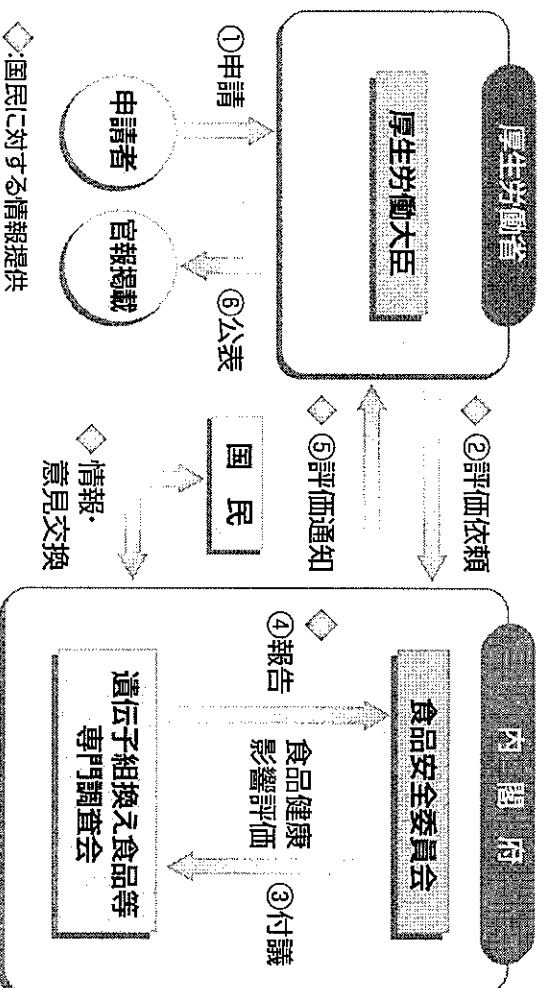 厚生労働省
厚生労働大臣
①申請
申請者
⑥公表
官報掲載
◇:国民に対する情報提供
◇ ②評価依頼
◇ ⑤評価通知
国民
◇ 情報・
意見交換
内閣府
食品安全委員会
◇
④報告
食品健康
影響評価
③付議
遺伝子組換え食品等
専門調査会